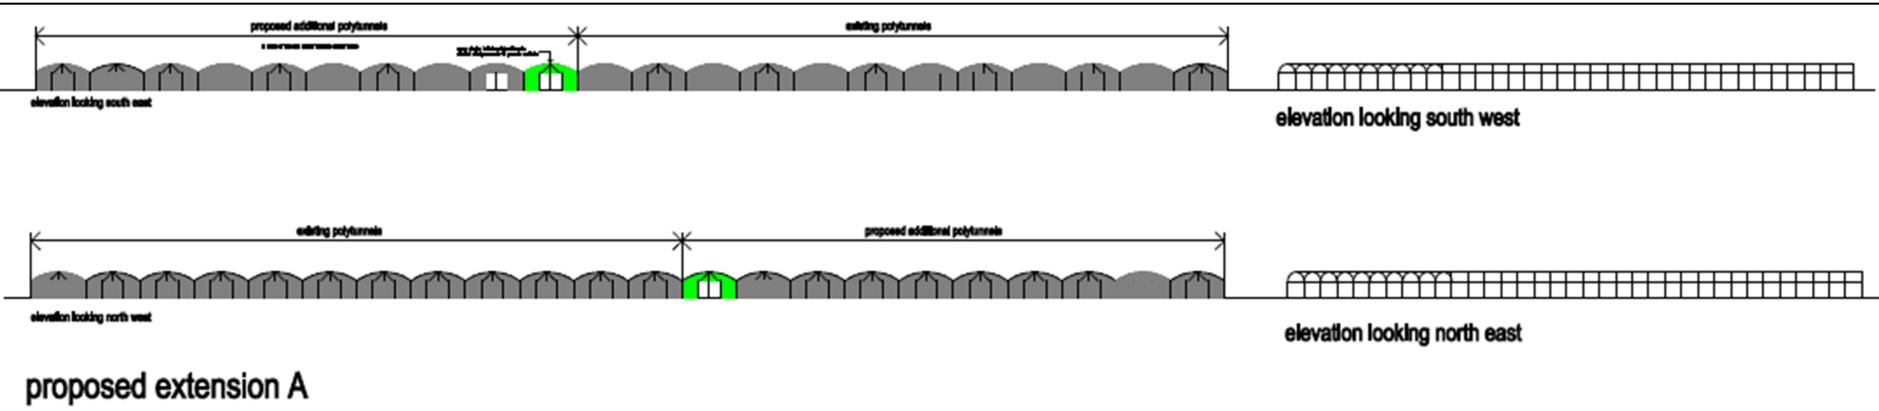 proposed additional polytunnels
existing polytunnels
elevation looking south east
elevation looking south west
existing polytunnels
proposed additional polytunnels
elevation looking north west
elevation looking north east
proposed extension A